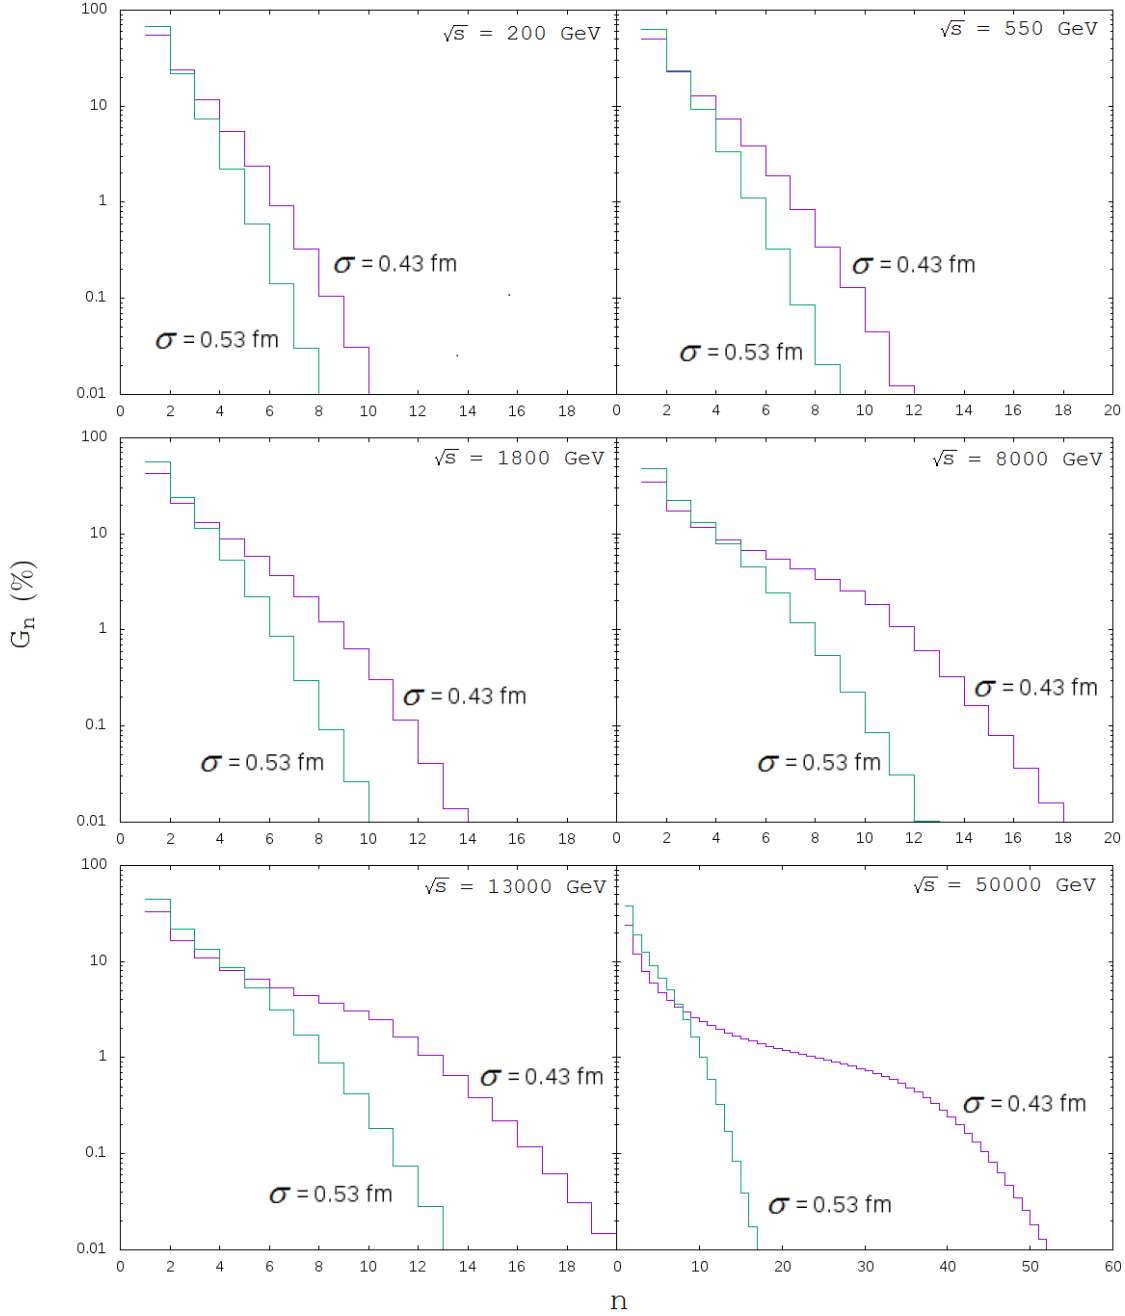 √s = 200 GeV
√s = 550 GeV
100
10
1
0.1
0.01
σ = 0.43 fm
σ = 0.53 fm
σ = 0.43 fm
σ = 0.53 fm
0 2 4 6 8 10 12 14 16 18
0 2 4 6 8 10 12 14 16 18 20
√s = 1800 GeV
√s = 8000 GeV
100
10
1
0.1
0.01
σ = 0.43 fm
σ = 0.53 fm
σ = 0.43 fm
σ = 0.53 fm
0 2 4 6 8 10 12 14 16 18
0 2 4 6 8 10 12 14 16 18 20
Gn (%)
√s = 13000 GeV
√s = 50000 GeV
100
10
1
0.1
0.01
σ = 0.43 fm
σ = 0.53 fm
σ = 0.43 fm
σ = 0.53 fm
0 2 4 6 8 10 12 14 16 18
0 10 20 30 40 50 60
n